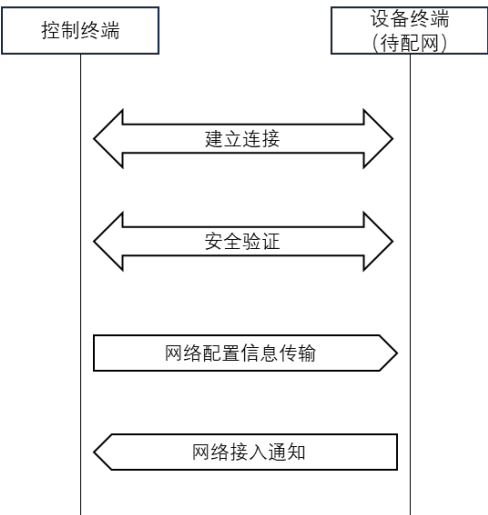 控制终端
设备终端
（待配网）
建立连接
安全验证
网络配置信息传输
网络接入通知